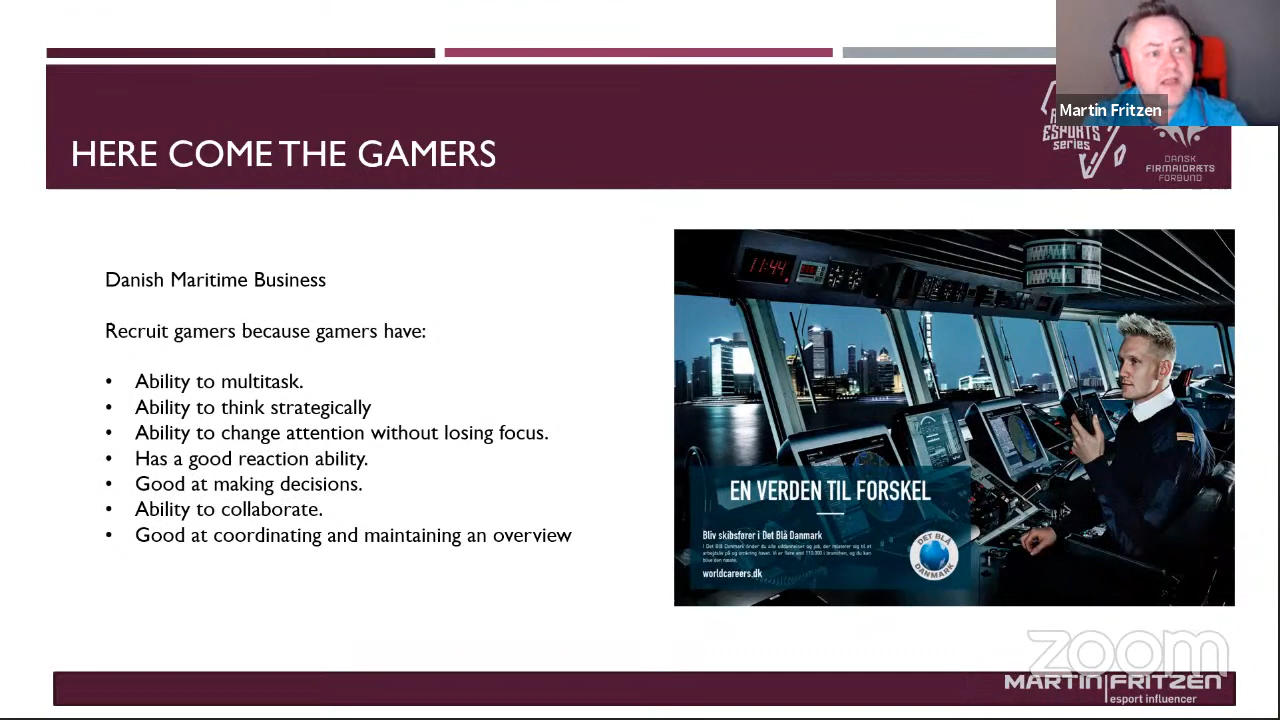 Martin Fritzen
HERE COME THE GAMERS
ESPORTS
series
DANSK
FIRMAIDRÆTS
FORBUND
Danish Maritime Business
Recruit gamers because gamers have:
• Ability to multitask.
• Ability to think strategically
• Ability to change attention without losing focus.
• Has a good reaction ability.
• Good at making decisions.
• Ability to collaborate.
• Good at coordinating and maintaining an overview
11:44
EN VERDEN TIL FORSKEL
Bliv skibsfører i Det Blå Danmark
worldcareers.dk
DET BLÅ
DANMARK
zoom
MARTIN|FRITZEN
esport influencer